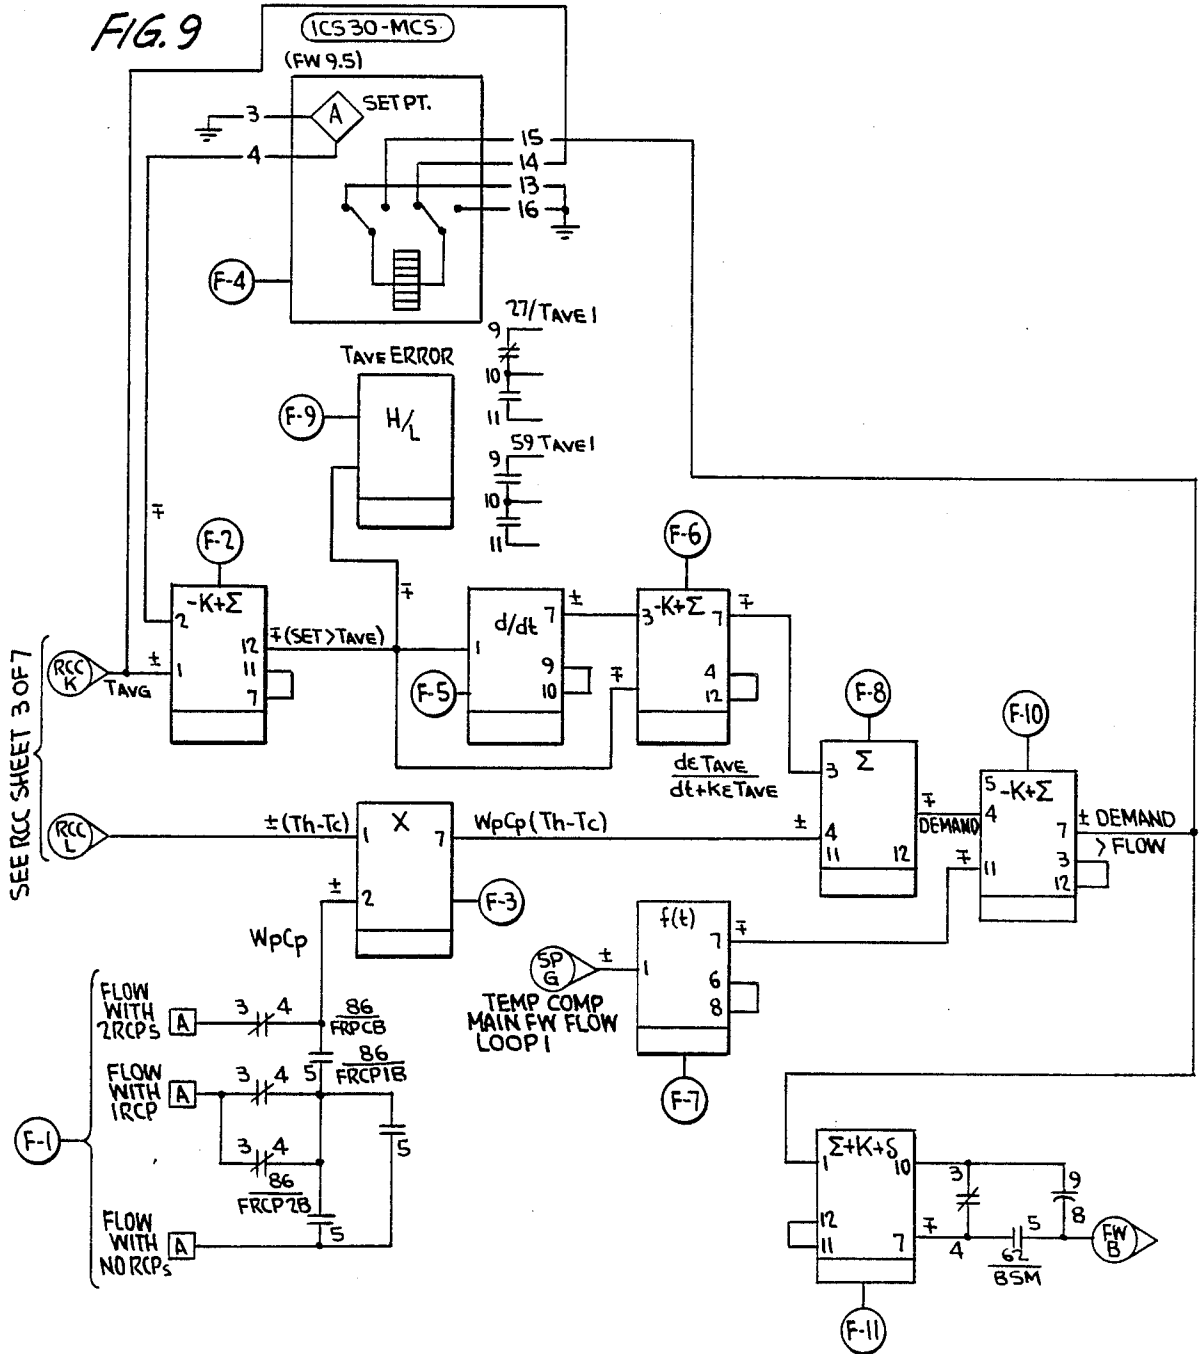 FIG. 9
ICS30-MCS
(FW 9.5)
A
SET PT.
3
4
15
14
13
16
F-4
27/TAVE1
9
10
11
TAVE ERROR
F-9
H/L
59 TAVE1
9
10
11
∓
F-2
-K+Σ
2
12
∓(SET>TAVE)
±
1
11
7
RCC
K
TAVG
SEE RCC SHEET 3 OF 7
∓
d/dt
7
±
1
9
10
F-5
F-6
-K+Σ
3
7
∓
∓
4
12
dε TAVE
dt+Kε TAVE
F-8
Σ
3
∓
DEMAND
±
4
11
12
F-10
5
-K+Σ
4
7
± DEMAND
> FLOW
∓
11
3
12
RCC
L
±(Th-Tc)
1
X
7
WpCp(Th-Tc)
±
2
F-3
WpCp
SP
G
±
1
f(t)
7
∓
6
8
TEMP COMP
MAIN FW FLOW
LOOP 1
F-7
F-1
FLOW
WITH
2RCPs
A
3
4
86
FRPCB
5
86
FRCP1B
FLOW
WITH
1RCP
A
3
4
5
3
4
86
FRCP2B
5
FLOW
WITH
NO RCPs
A
Σ+K+S
1
10
12
11
7
∓
3
4
5
62
BSM
9
8
FW
B
F-11